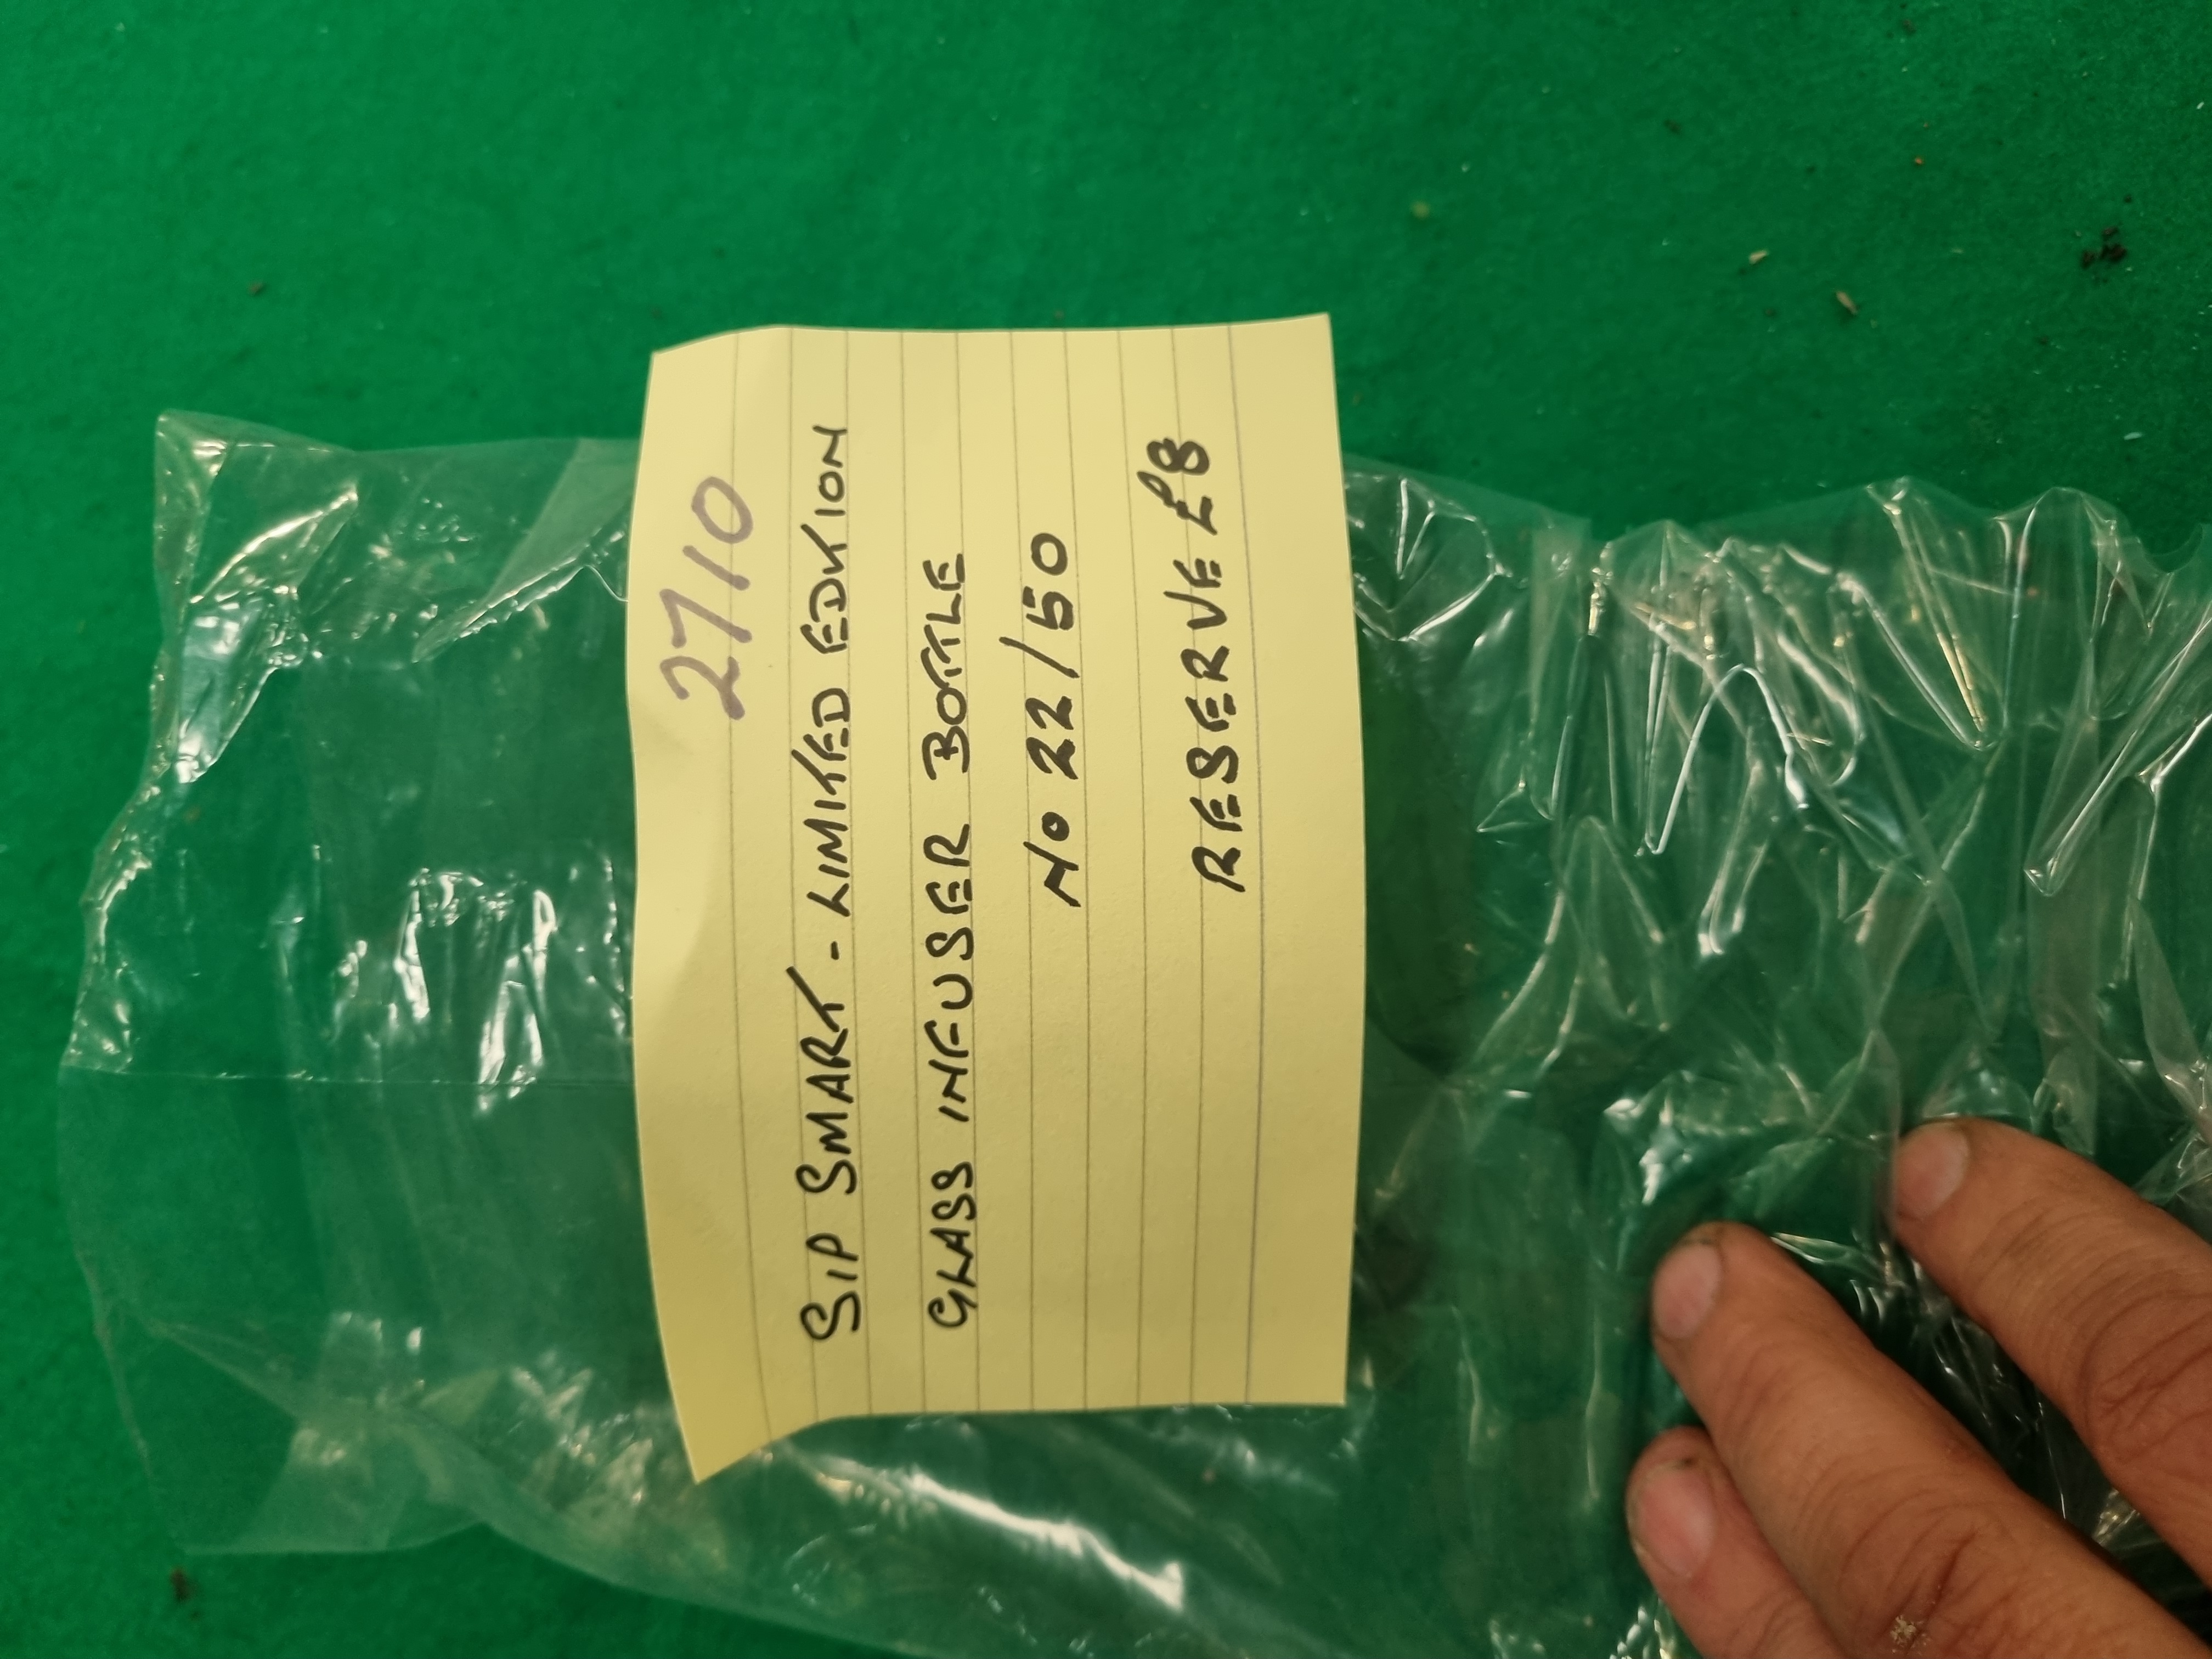 2710
SIP SMART - LIMITED EDITION
GLASS INFUSER BOTTLE
No 22/50
RESERVE £8